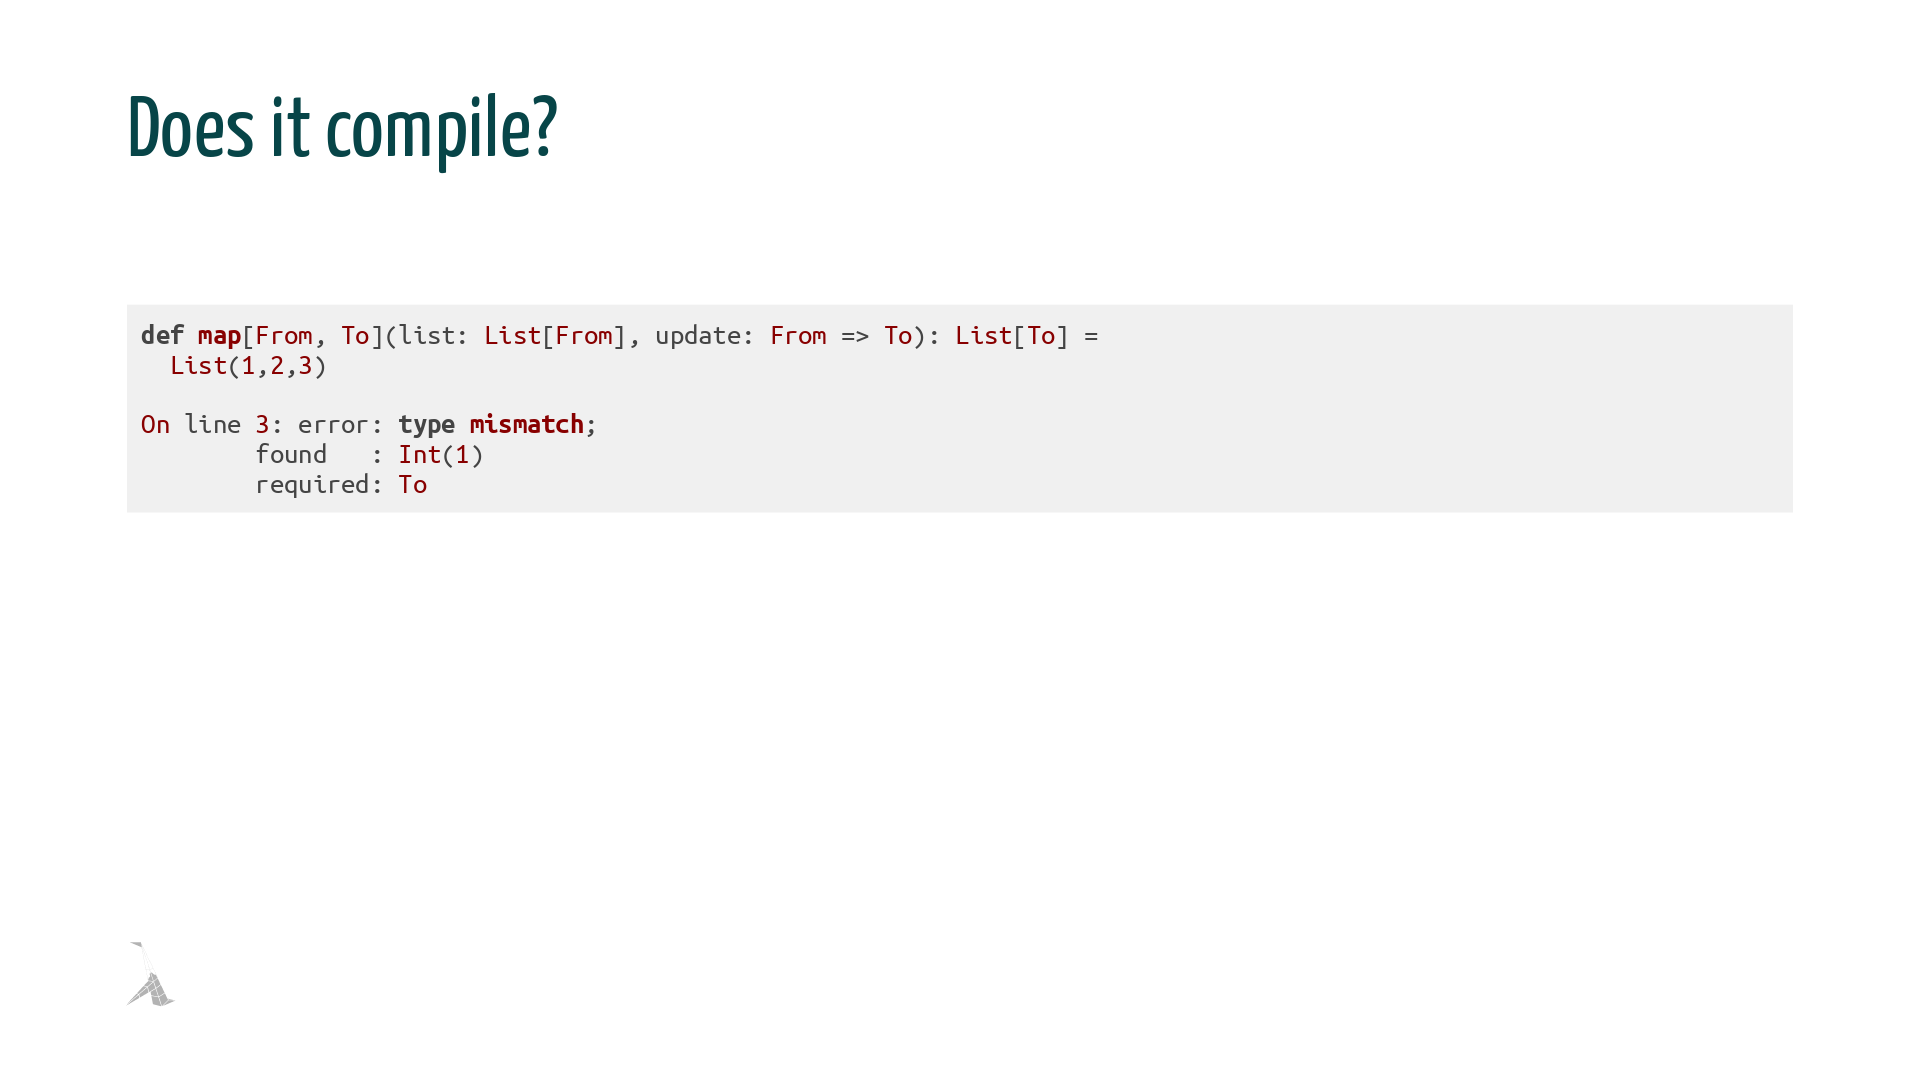 Does it compile?
def map[From, To](list: List[From], update: From => To): List[To] =
  List(1,2,3)
On line 3: error: type mismatch;
        found   : Int(1)
        required: To